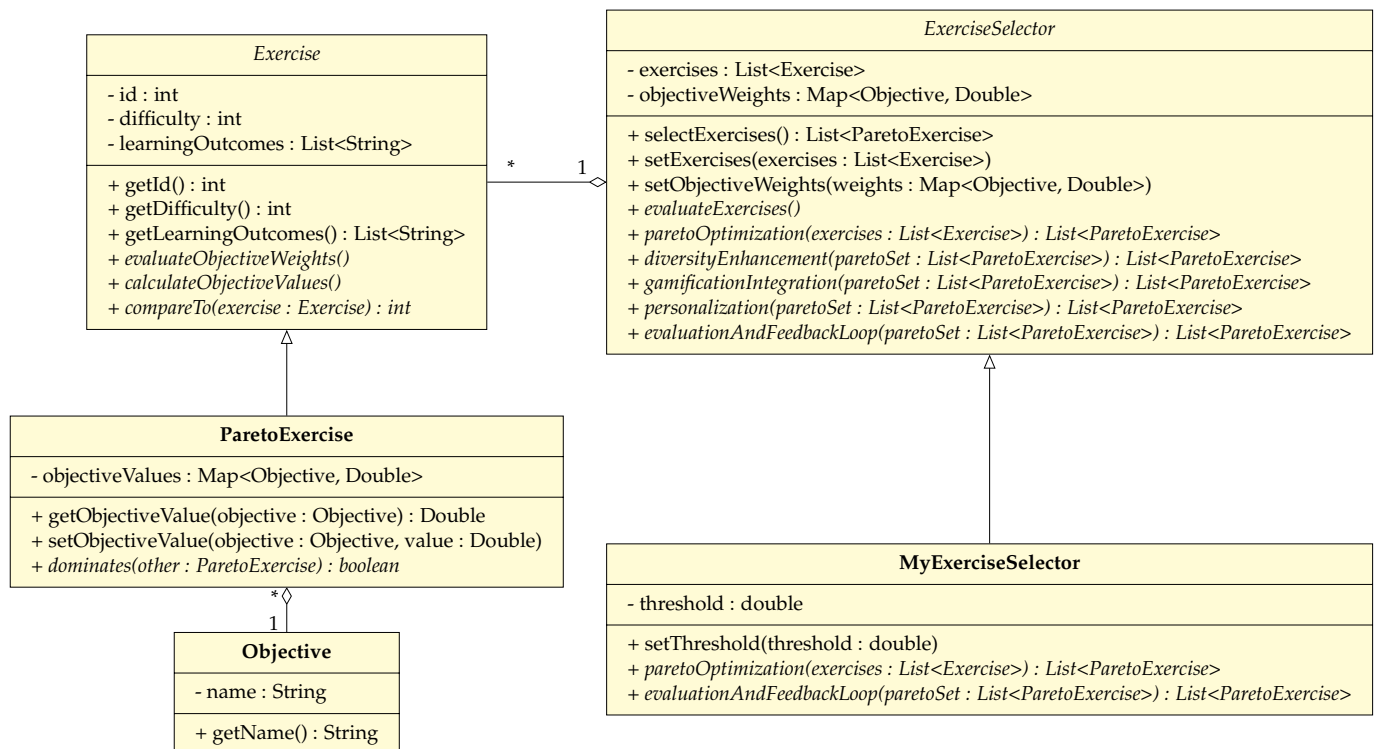 Exercise
- id : int
- difficulty : int
- learningOutcomes : List<String>
+ getId() : int
+ getDifficulty() : int
+ getLearningOutcomes() : List<String>
+ evaluateObjectiveWeights()
+ calculateObjectiveValues()
+ compareTo(exercise : Exercise) : int
* 1
ExerciseSelector
- exercises : List<Exercise>
- objectiveWeights : Map<Objective, Double>
+ selectExercises() : List<ParetoExercise>
+ setExercises(exercises : List<Exercise>)
+ setObjectiveWeights(weights : Map<Objective, Double>)
+ evaluateExercises()
+ paretoOptimization(exercises : List<Exercise>) : List<ParetoExercise>
+ diversityEnhancement(paretoSet : List<ParetoExercise>) : List<ParetoExercise>
+ gamificationIntegration(paretoSet : List<ParetoExercise>) : List<ParetoExercise>
+ personalization(paretoSet : List<ParetoExercise>) : List<ParetoExercise>
+ evaluationAndFeedbackLoop(paretoSet : List<ParetoExercise>) : List<ParetoExercise>
ParetoExercise
- objectiveValues : Map<Objective, Double>
+ getObjectiveValue(objective : Objective) : Double
+ setObjectiveValue(objective : Objective, value : Double)
+ dominates(other : ParetoExercise) : boolean
*
1
Objective
- name : String
+ getName() : String
MyExerciseSelector
- threshold : double
+ setThreshold(threshold : double)
+ paretoOptimization(exercises : List<Exercise>) : List<ParetoExercise>
+ evaluationAndFeedbackLoop(paretoSet : List<ParetoExercise>) : List<ParetoExercise>